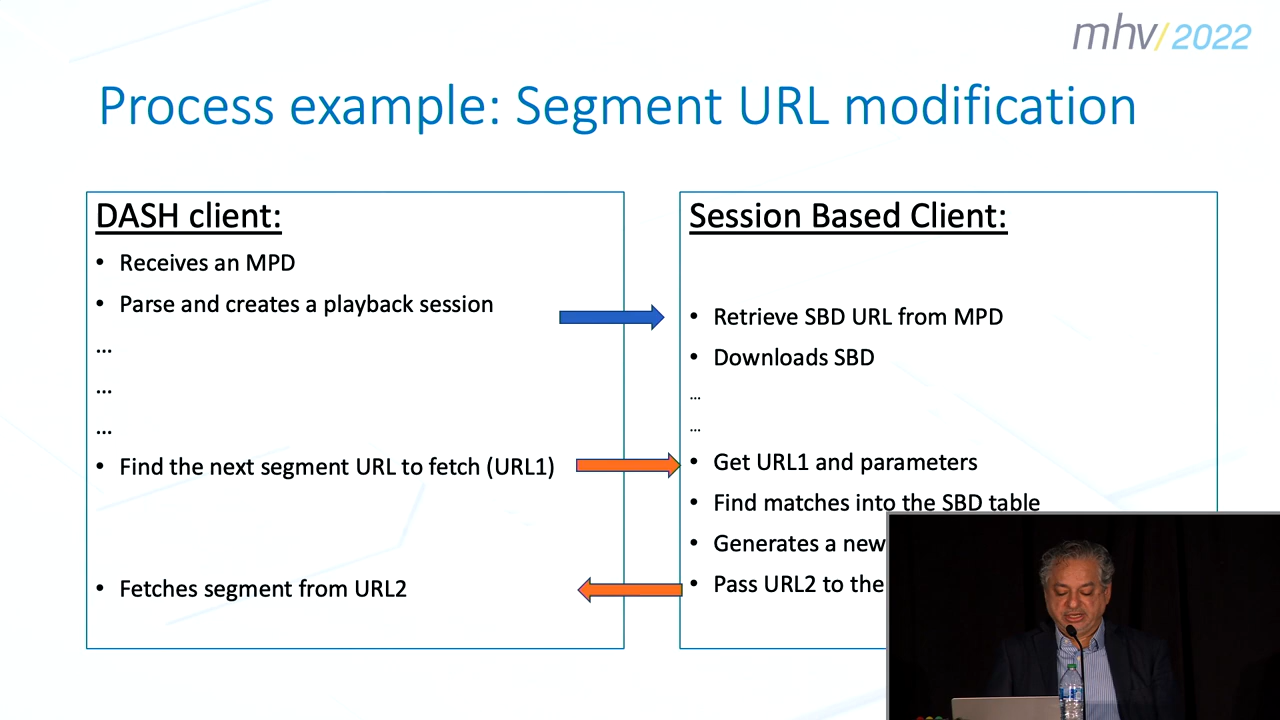 mhv/2022
Process example: Segment URL modification
DASH client:
• Receives an MPD
• Parse and creates a playback session
...
...
...
• Find the next segment URL to fetch (URL1)
• Fetches segment from URL2
Session Based Client:
• Retrieve SBD URL from MPD
• Downloads SBD
...
...
• Get URL1 and parameters
• Find matches into the SBD table
• Generates a new
• Pass URL2 to the